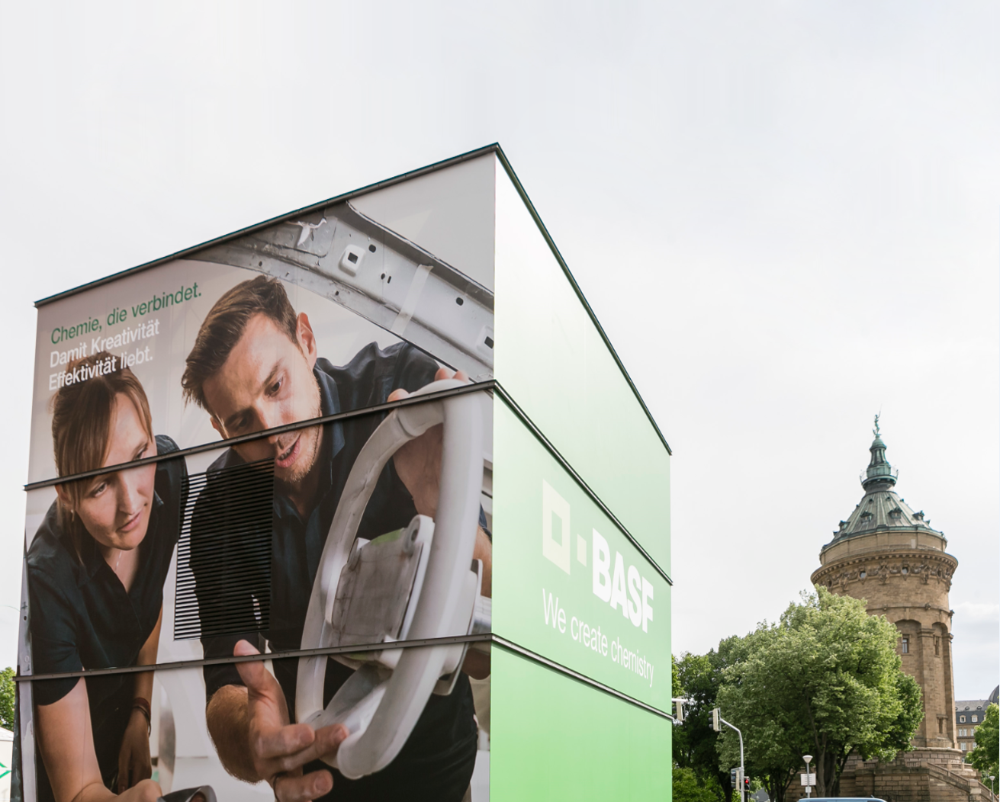 Chemie, die verbindet.
Damit Kreativität
Effektivität liebt.
BASF
We create chemistry